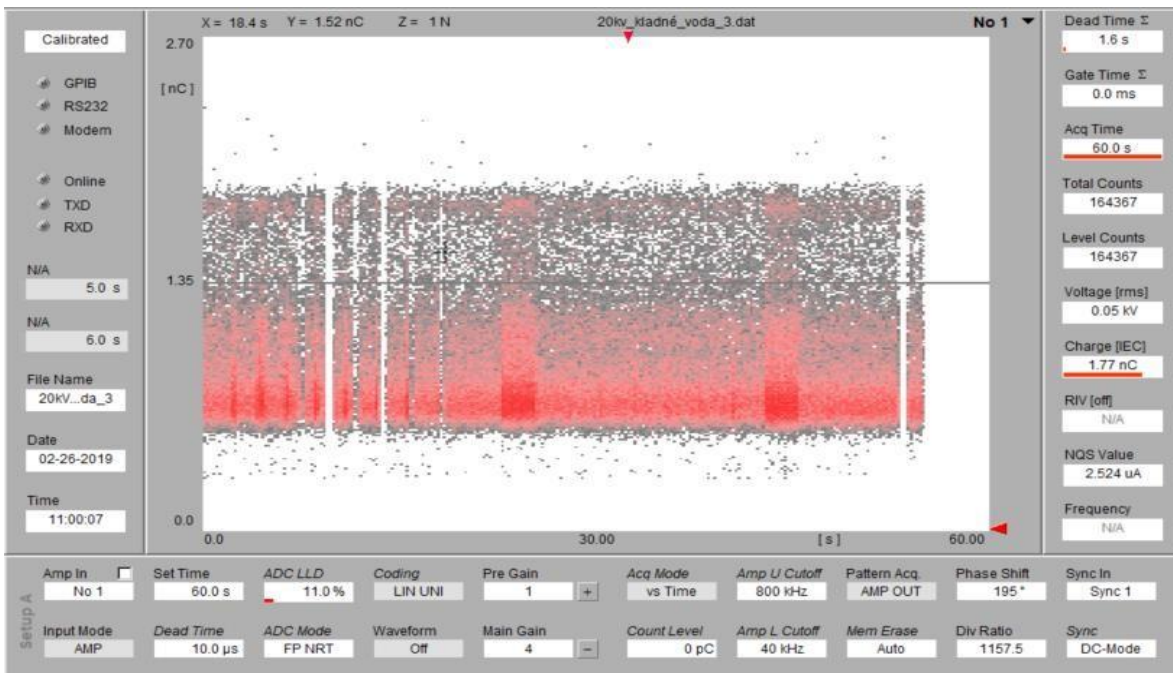 X = 18.4 s Y = 1.52 nC Z = 1 N 20kv_kladné_voda_3.dat No 1
Calibrated
GPIB
RS232
Modem
Online
TXD
RXD
N/A
5.0 s
N/A
6.0 s
File Name
20kV...da_3
Date
02-26-2019
Time
11:00:07
2.70
[nC]
1.35
0.0
0.0 30.00 [s] 60.00
Dead Time Σ
1.6 s
Gate Time Σ
0.0 ms
Acq Time
60.0 s
Total Counts
164367
Level Counts
164367
Voltage [rms]
0.05 kV
Charge [IEC]
1.77 nC
RIV [off]
N/A
NQS Value
2.524 uA
Frequency
N/A
Setup A
Amp In Set Time ADC LLD Coding Pre Gain Acq Mode Amp U Cutoff Pattern Acq. Phase Shift Sync In
No 1 60.0 s 11.0 % LIN UNI 1 + vs Time 800 kHz AMP OUT 195 ° Sync 1
Input Mode Dead Time ADC Mode Waveform Main Gain Count Level Amp L Cutoff Mem Erase Div Ratio Sync
AMP 10.0 µs FP NRT Off 4 − 0 pC 40 kHz Auto 1157.5 DC-Mode